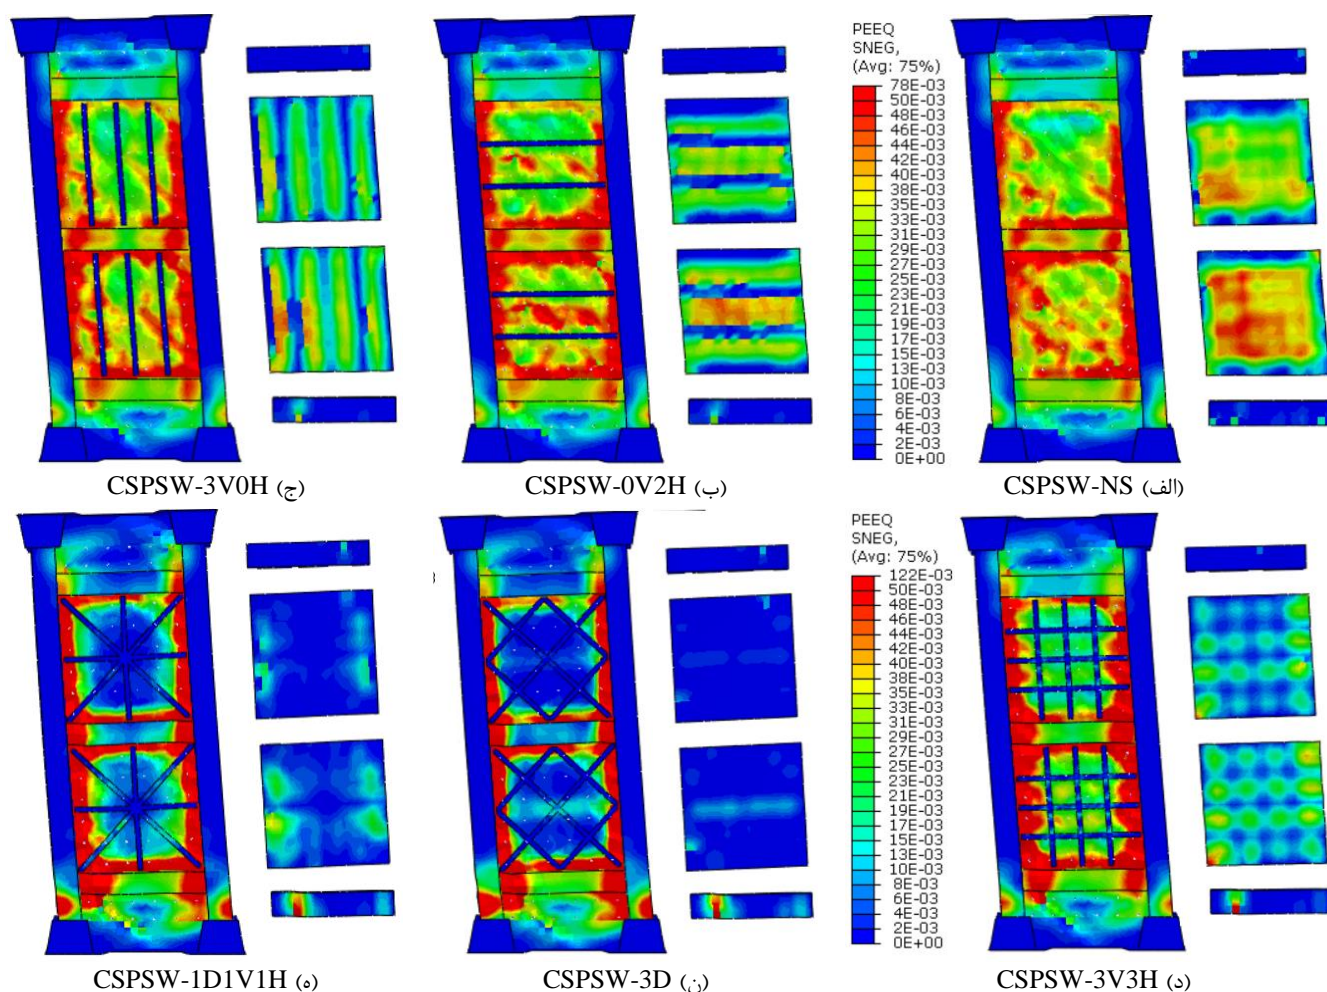 PEEQ
SNEG,
(Avg: 75%)
78E-03
50E-03
48E-03
46E-03
44E-03
42E-03
40E-03
38E-03
35E-03
33E-03
31E-03
29E-03
27E-03
25E-03
23E-03
21E-03
19E-03
17E-03
15E-03
13E-03
10E-03
8E-03
6E-03
4E-03
2E-03
0E+00
(ج) CSPSW-3V0H
(ب) CSPSW-0V2H
(الف) CSPSW-NS
PEEQ
SNEG,
(Avg: 75%)
122E-03
50E-03
48E-03
46E-03
44E-03
42E-03
40E-03
38E-03
35E-03
33E-03
31E-03
29E-03
27E-03
25E-03
23E-03
21E-03
19E-03
17E-03
15E-03
13E-03
10E-03
8E-03
6E-03
4E-03
2E-03
0E+00
(ه) CSPSW-1D1V1H
(ن) CSPSW-3D
(د) CSPSW-3V3H